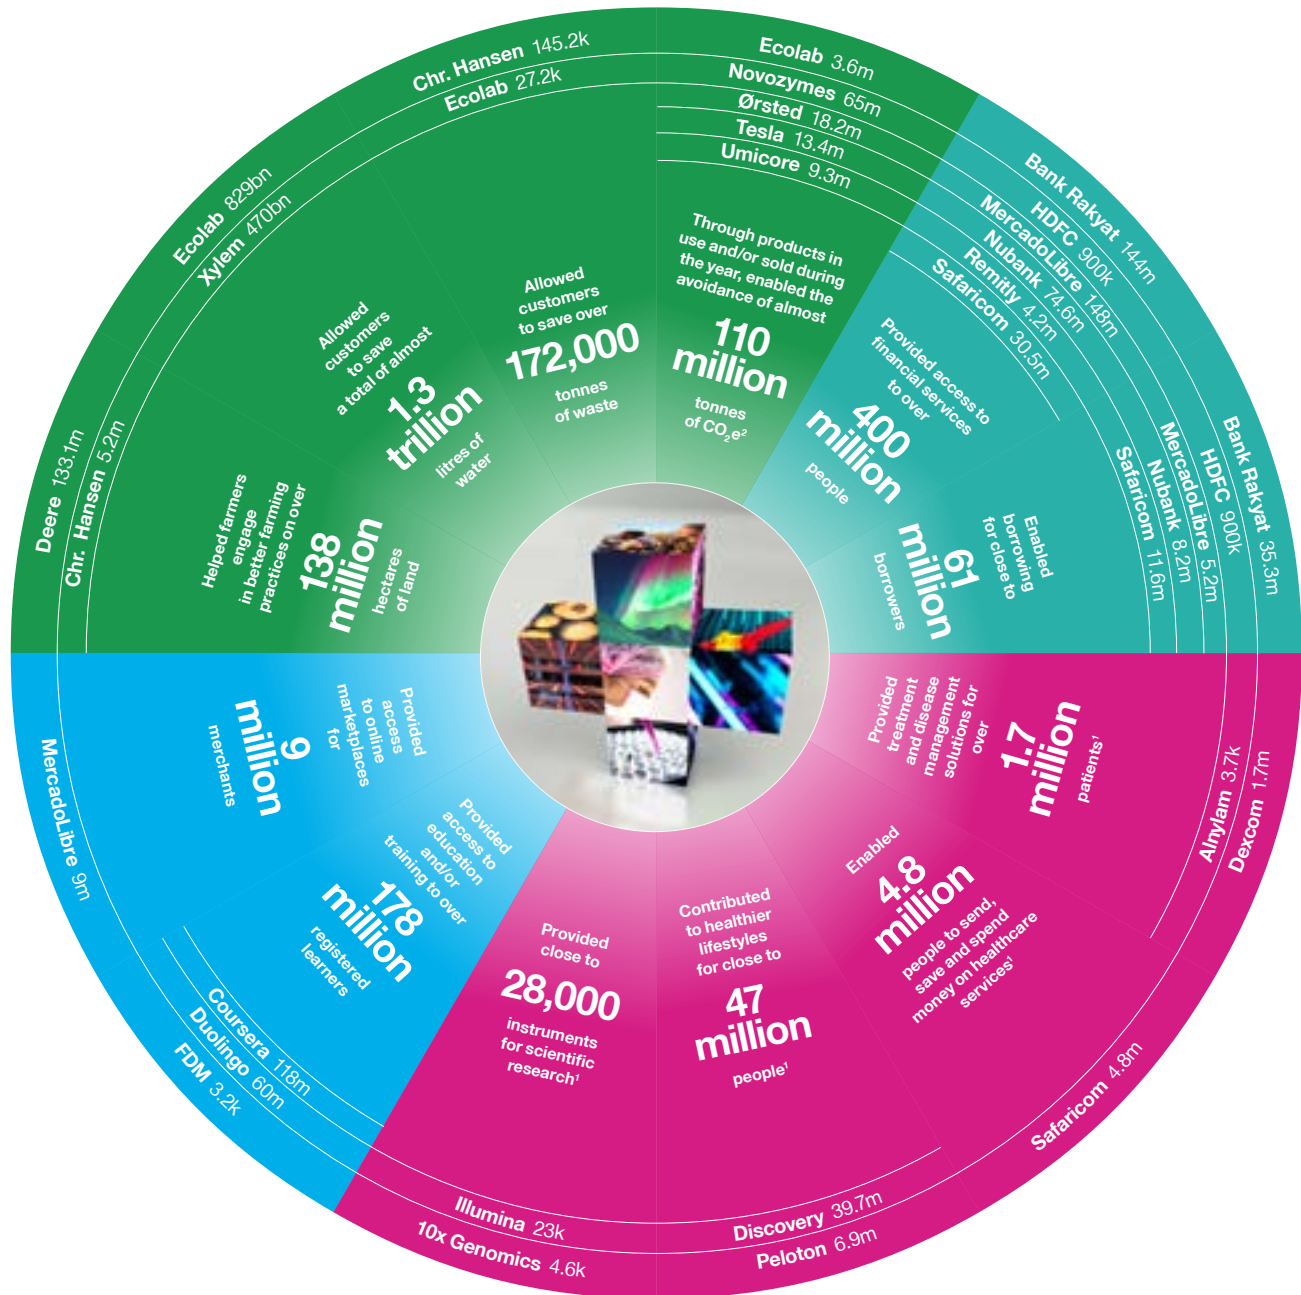 Ecolab 3.6m
Novozymes 65m
Ørsted 18.2m
Tesla 13.4m
Umicore 9.3m
Through products in
use and/or sold during
the year, enabled the
avoidance of almost
110
million
tonnes
of CO₂e²
Bank Rakyat 144m
HDFC 900k
MercadoLibre 148m
Nubank 74.6m
Remitly 4.2m
Safaricom 30.5m
Provided access to
financial services
to over
400
million
people
Bank Rakyat 35.3m
HDFC 900k
MercadoLibre 5.2m
Nubank 8.2m
Safaricom 11.6m
Enabled
borrowing
for close to
61
million
borrowers
Provided
treatment
and disease
management
solutions for
over
1.7
million
patients¹
Alnylam 3.7k
Dexcom 1.7m
Enabled
4.8
million
people to send,
save and spend
money on healthcare
services¹
Safaricom 4.8m
Contributed
to healthier
lifestyles
for close to
47
million
people¹
Discovery 39.7m
Peloton 6.9m
Provided
close to
28,000
instruments
for scientific
research¹
Illumina 23k
10x Genomics 4.6k
Provided
access to
education
and/or
training to over
178
million
registered
learners
Coursera 118m
Duolingo 60m
FDM 3.2k
Provided
access
to online
marketplaces
for
9
million
merchants
MercadoLibre 9m
Deere 133.1m
Chr. Hansen 5.2m
Helped farmers
engage
in better farming
practices on over
138
million
hectares
of land
Ecolab 829bn
Xylem 470bn
Allowed
customers
to save
a total of almost
1.3
trillion
litres of
water
Chr. Hansen 145.2k
Ecolab 27.2k
Allowed
customers
to save over
172,000
tonnes
of waste